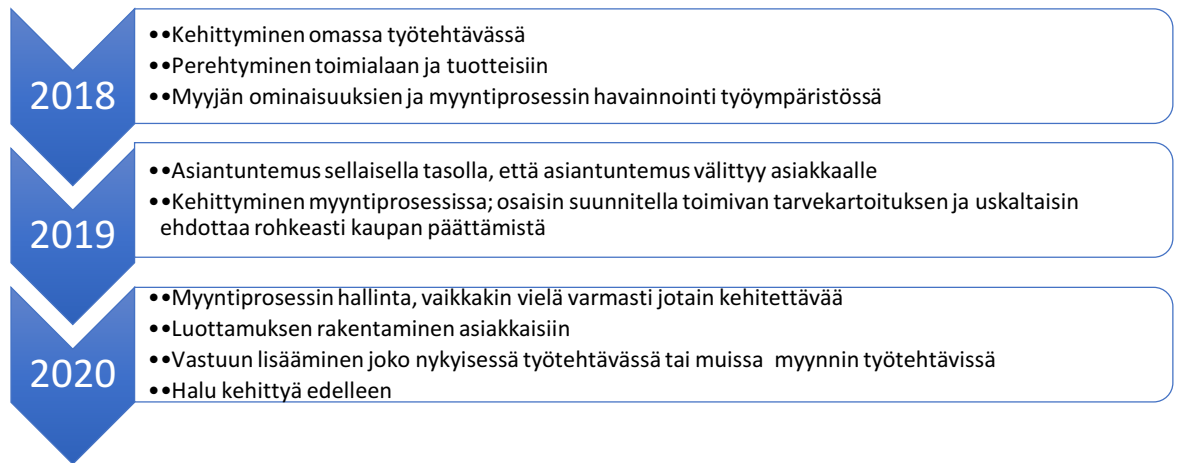 2018
••Kehittyminen omassa työtehtävässä
••Perehtyminen toimialaan ja tuotteisiin
••Myyjän ominaisuuksien ja myyntiprosessin havainnointi työympäristössä
2019
••Asiantuntemus sellaisella tasolla, että asiantuntemus välittyy asiakkaalle
••Kehittyminen myyntiprosessissa; osaisin suunnitella toimivan tarvekartoituksen ja uskaltaisin
ehdottaa rohkeasti kaupan päättämistä
2020
••Myyntiprosessin hallinta, vaikkakin vielä varmasti jotain kehitettävää
••Luottamuksen rakentaminen asiakkaisiin
••Vastuun lisääminen joko nykyisessä työtehtävässä tai muissa  myynnin työtehtävissä
••Halu kehittyä edelleen